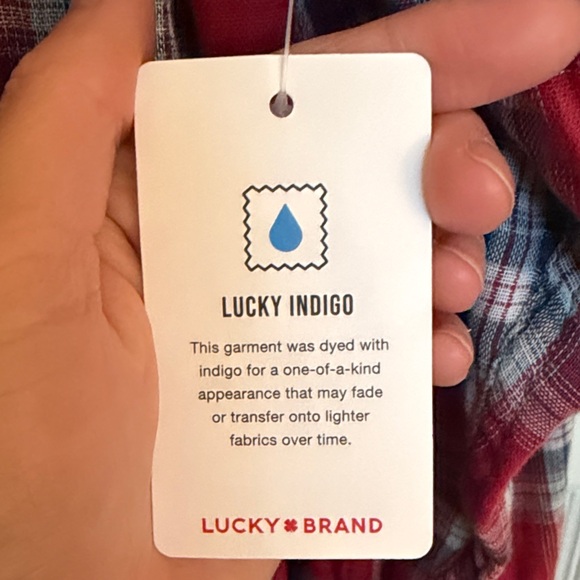 LUCKY INDIGO
This garment was dyed with
indigo for a one-of-a-kind
appearance that may fade
or transfer onto lighter
fabrics over time.
LUCKY BRAND